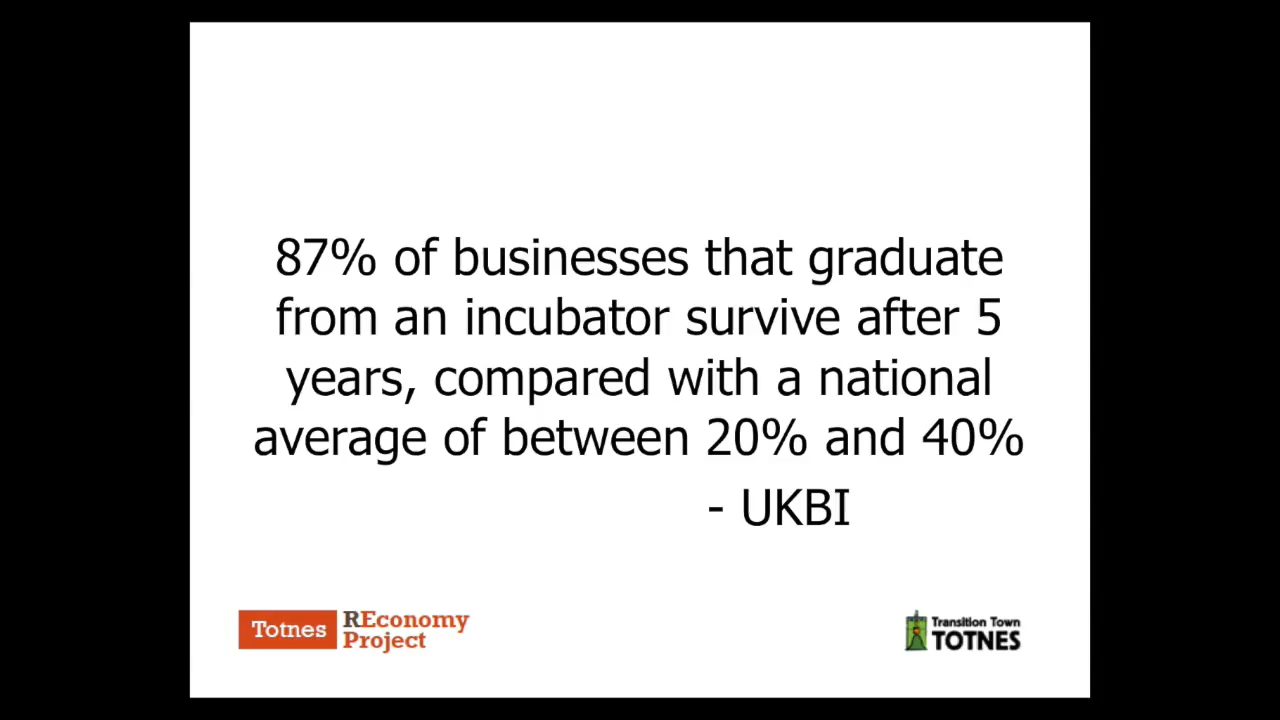 87% of businesses that graduate
from an incubator survive after 5
years, compared with a national
average of between 20% and 40%
- UKBI
Totnes
REconomy
Project
Transition Town
TOTNES